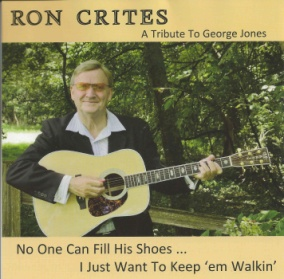 RON CRITES
A Tribute To George Jones
No One Can Fill His Shoes ...
I Just Want To Keep 'em Walkin'